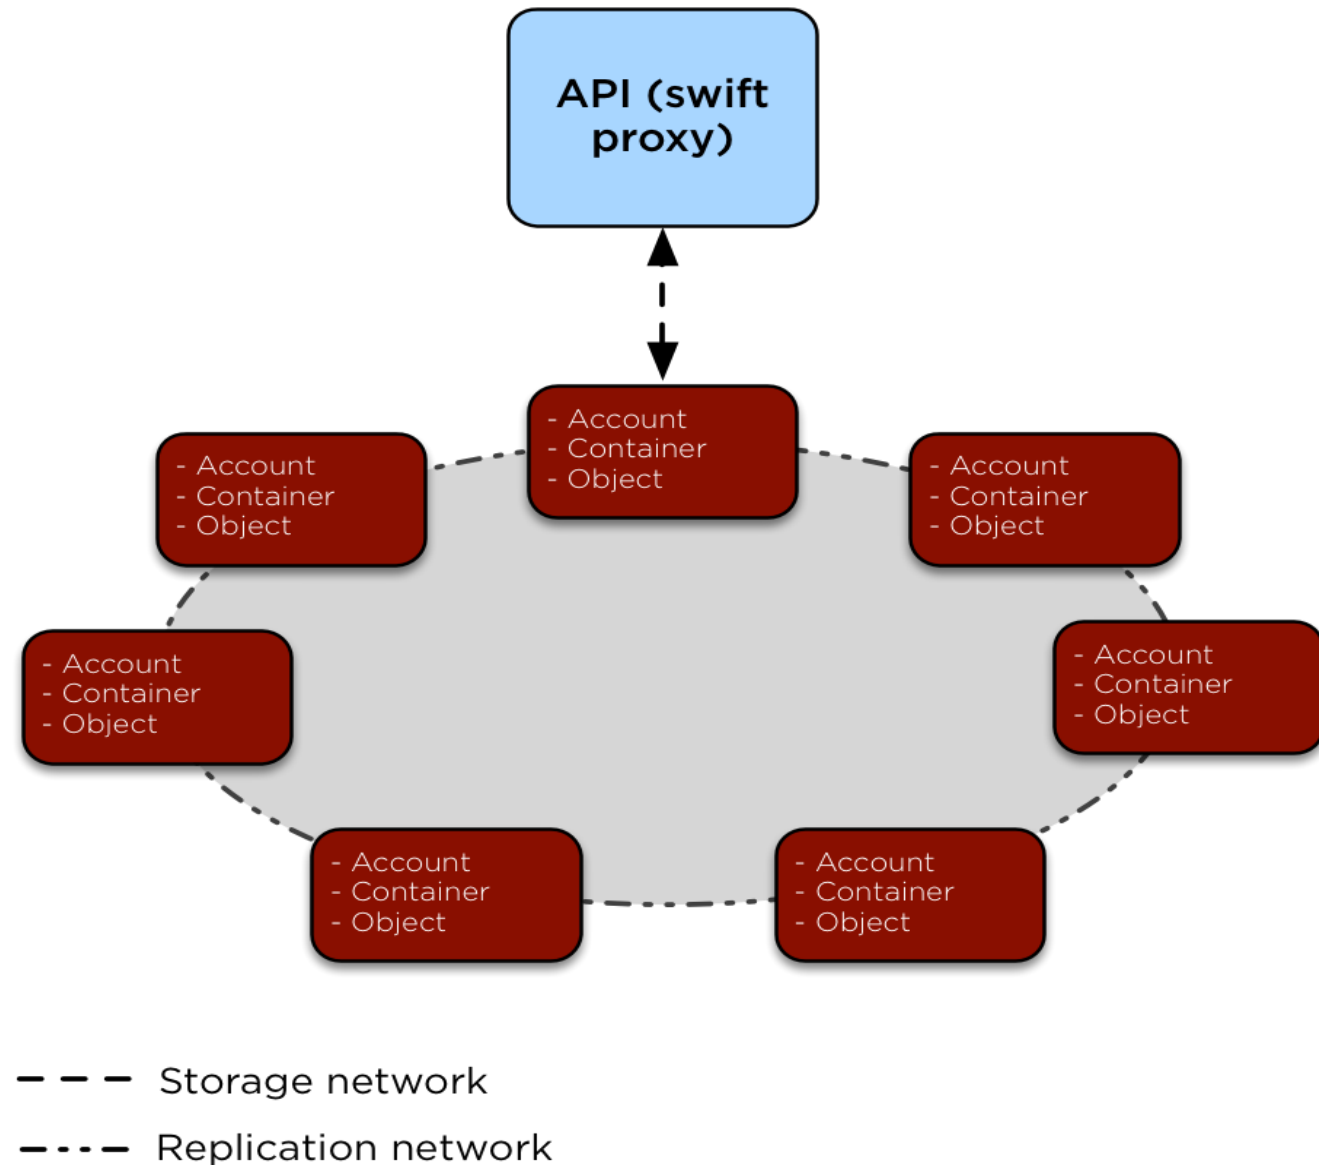 API (swift
proxy)
- Account
- Container
- Object
- Account
- Container
- Object
- Account
- Container
- Object
- Account
- Container
- Object
- Account
- Container
- Object
- Account
- Container
- Object
- Account
- Container
- Object
Storage network
Replication network